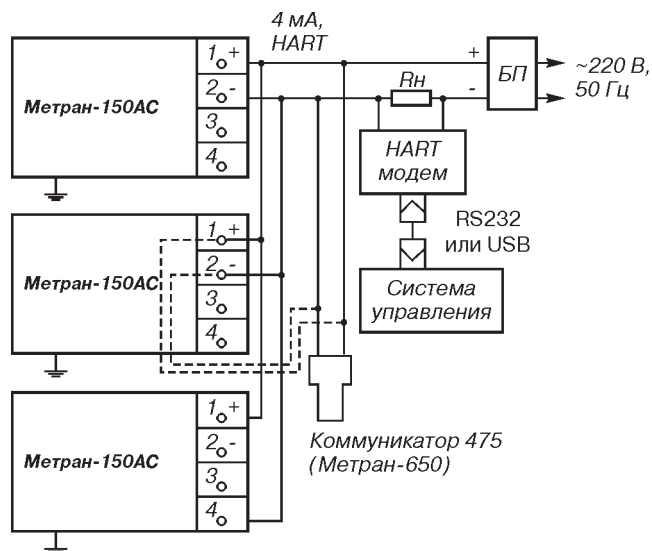 4 мА,
HART
Метран-150АС
1 +
2 -
3
4
Rн
+
-
БП
~220 В,
50 Гц
HART
модем
RS232
или USB
Система
управления
Метран-150АС
1 +
2 -
3
4
Метран-150АС
1 +
2 -
3
4
Коммуникатор 475
(Метран-650)